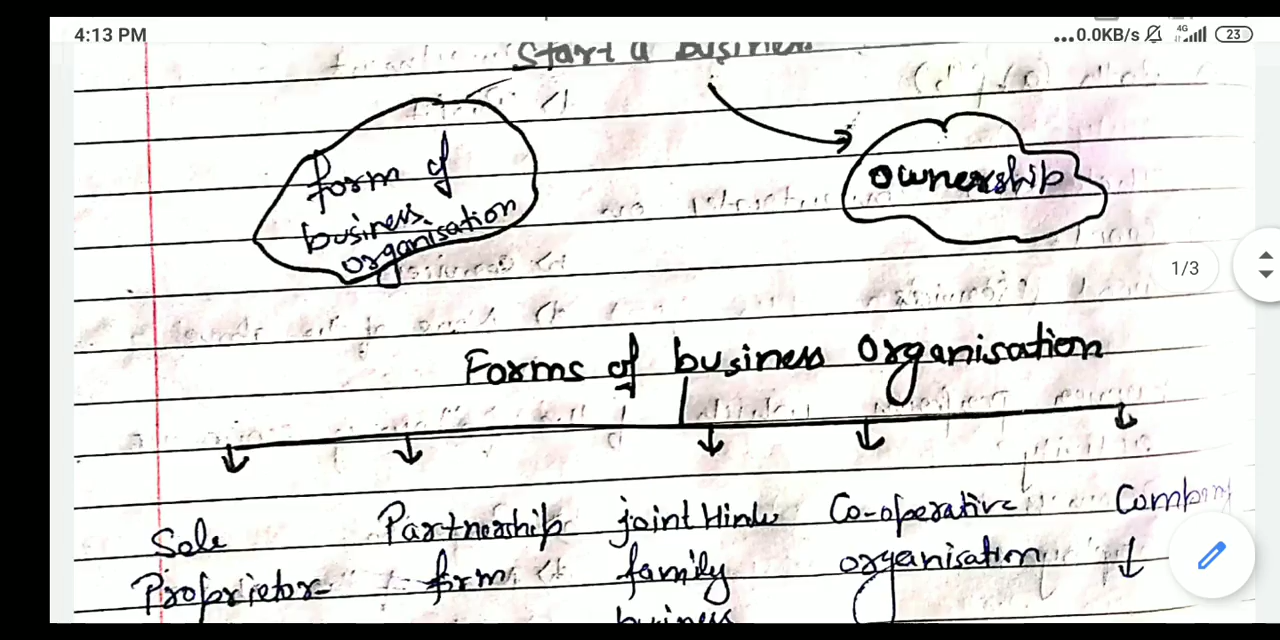 4:13 PM
...0.0KB/s 4G 23
Start a business
form of
business
organisation
ownership
1/3
Forms of business Organisation
Sole Partnership joint Hindu Co-operative Company
Proprietor- firm family organisation
business